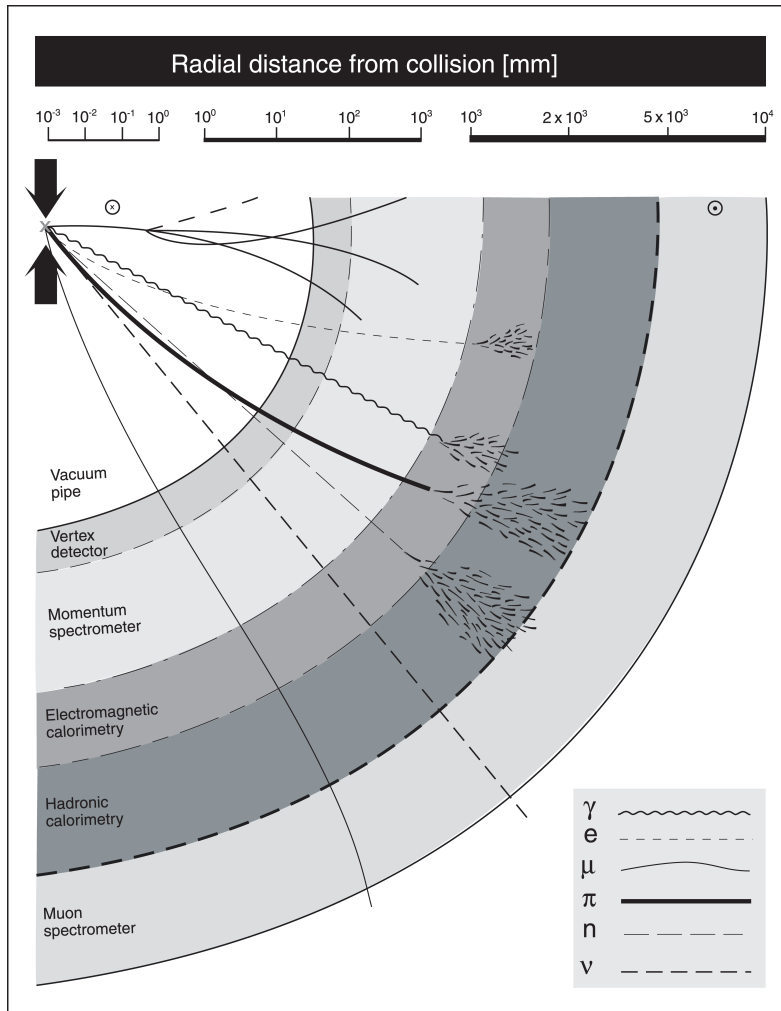 Radial distance from collision [mm]
10⁻³ 10⁻² 10⁻¹ 10⁰ 10⁰ 10¹ 10² 10³ 10³ 2 x 10³ 5 x 10³ 10⁴
x
X
Vacuum
pipe
Vertex
detector
Momentum
spectrometer
Electromagnetic
calorimetry
Hadronic
calorimetry
Muon
spectrometer
γ
e
μ
π
n
ν